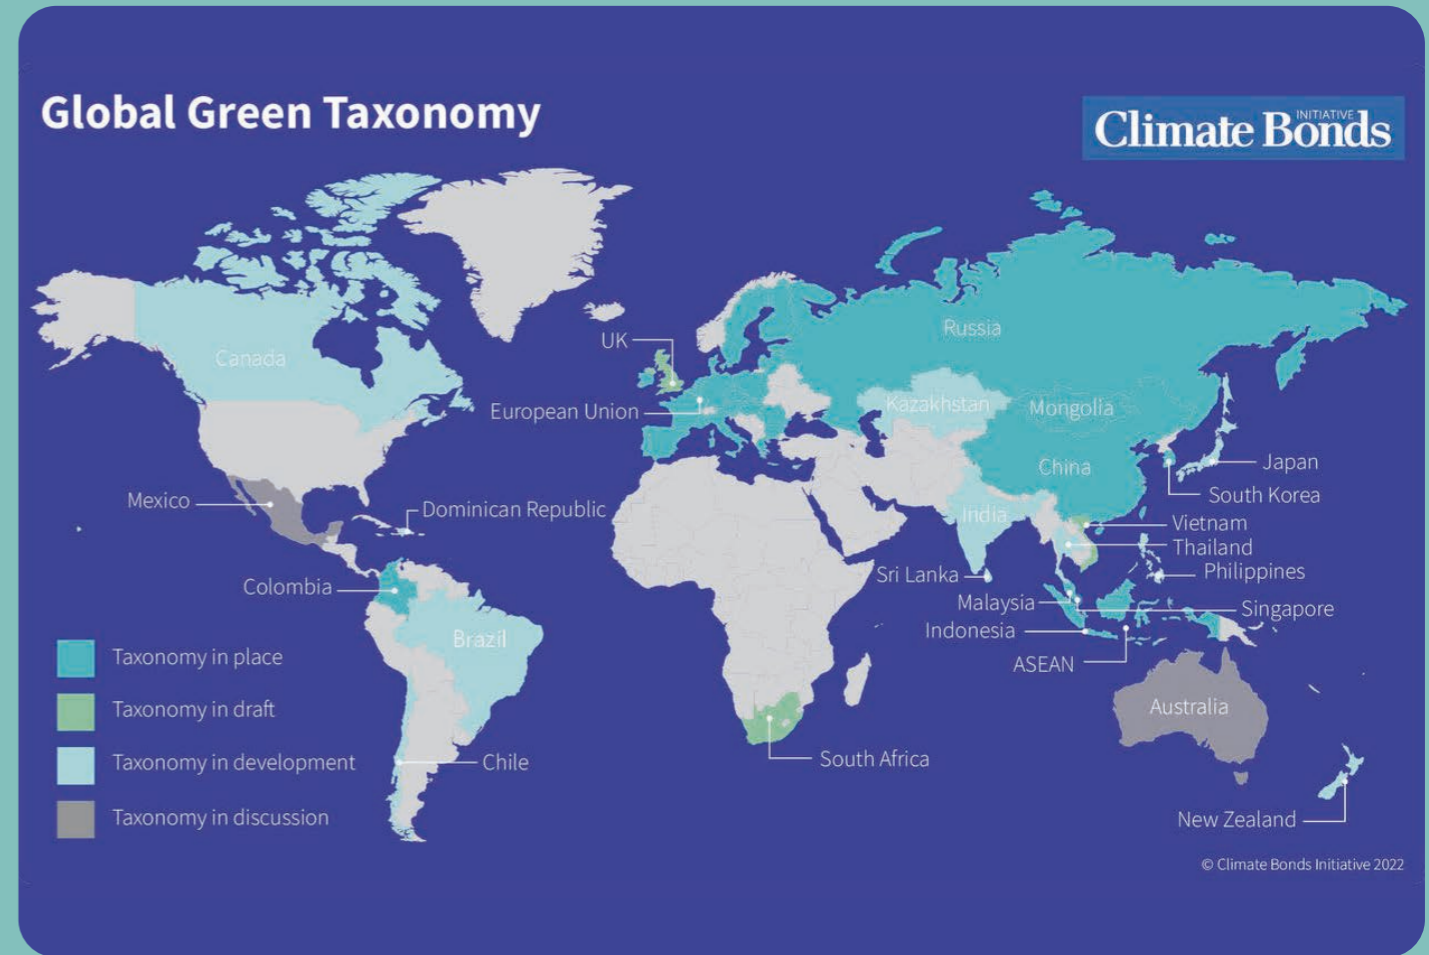 Global Green Taxonomy
Climate Bonds
INITIATIVE
Canada
UK
European Union
Russia
Kazakhstan
Mongolia
China
Japan
South Korea
Mexico
Dominican Republic
India
Vietnam
Thailand
Philippines
Sri Lanka
Malaysia
Singapore
Indonesia
ASEAN
Colombia
Brazil
Australia
Chile
South Africa
New Zealand
Taxonomy in place
Taxonomy in draft
Taxonomy in development
Taxonomy in discussion
© Climate Bonds Initiative 2022